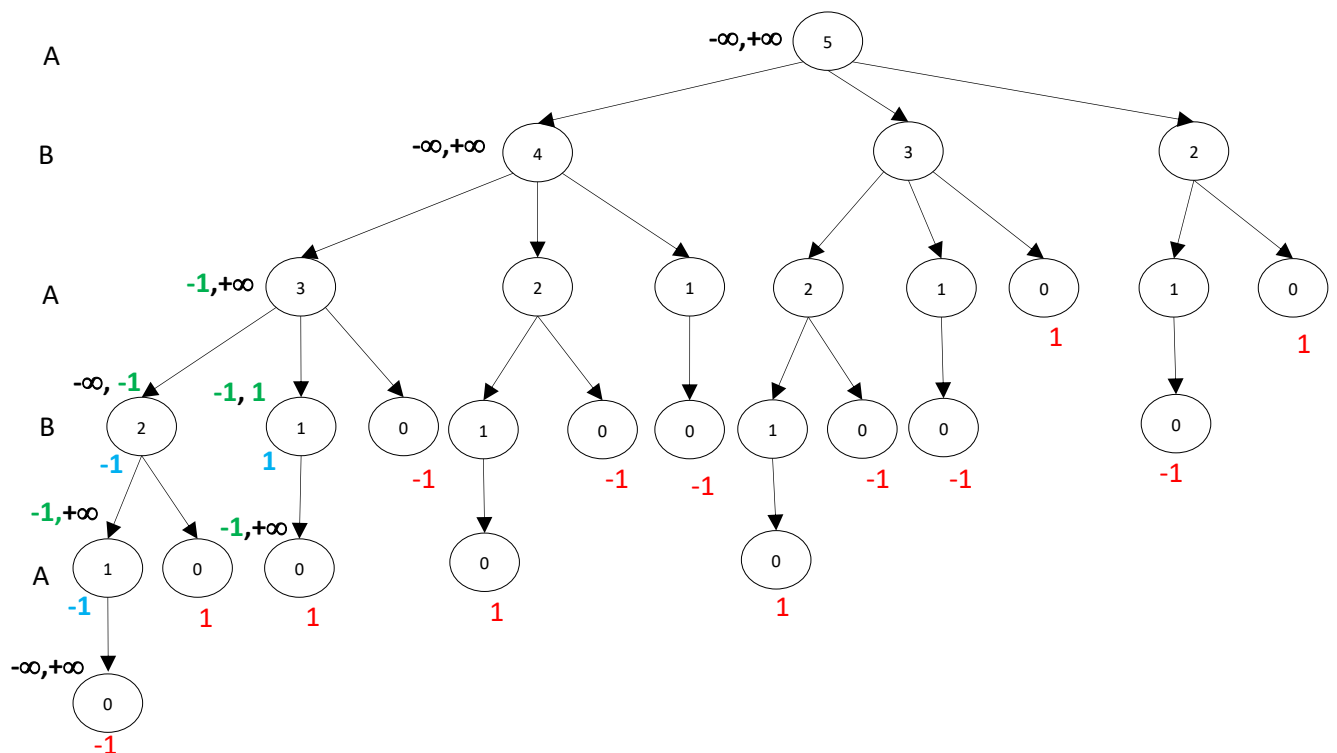 -∞,+∞ 5
A
B -∞,+∞ 4 3 2
A -1,+∞ 3 2 1 2 1 0 1 0
1 1
-∞, -1 -1, 1
B 2 1 0 1 0 0 1 0 0 0
-1 1 -1 -1 -1 -1 -1 -1
-1,+∞ -1,+∞
A 1 0 0 0 0
-1 1 1 1 1
-∞,+∞
0
-1